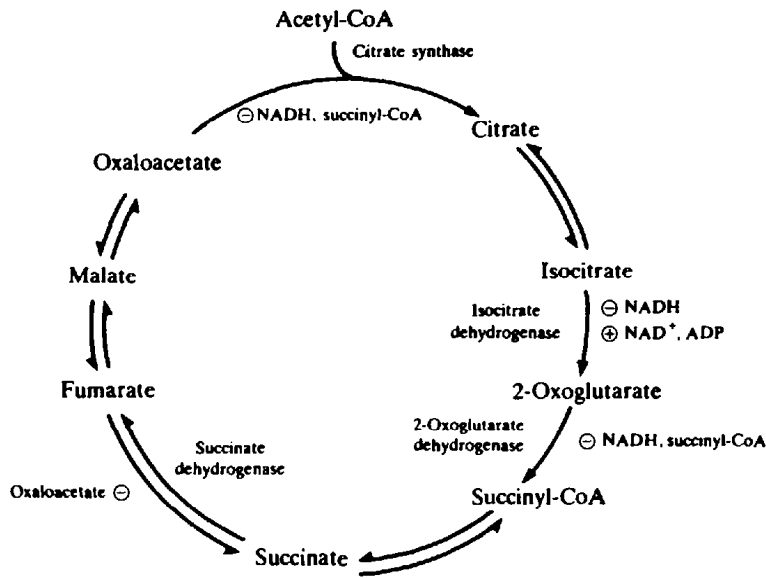 Acetyl-CoA
Citrate synthase
⊖ NADH, succinyl-CoA
Citrate
Oxaloacetate
Isocitrate
Malate
Isocitrate
dehydrogenase
⊖ NADH
⊕ NAD⁺, ADP
Fumarate
2-Oxoglutarate
2-Oxoglutarate
dehydrogenase
⊖ NADH, succinyl-CoA
Succinate
dehydrogenase
Oxaloacetate ⊖
Succinyl-CoA
Succinate